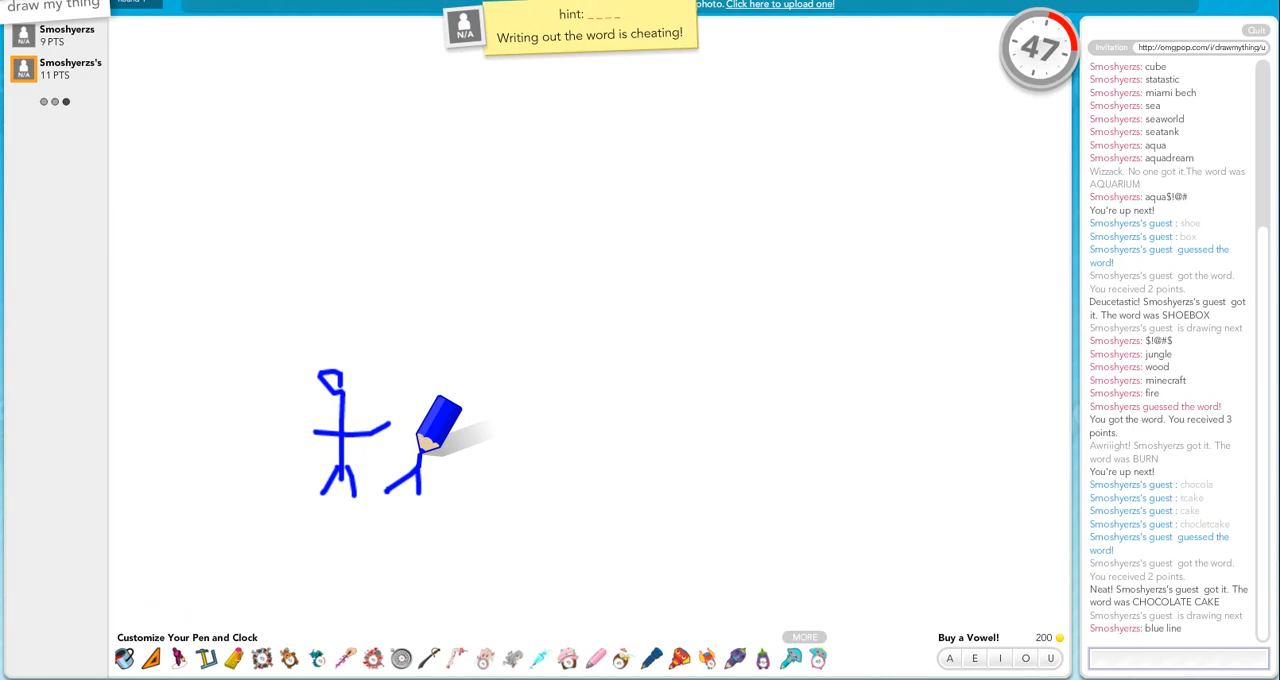 draw my thing
photo. Click here to upload one!
hint: _ _ _ _
Writing out the word is cheating!
N/A
47
Smoshyerzs
9 PTS
N/A
Smoshyerzs's
11 PTS
N/A
Quit
Invitation http://omgpop.com/i/drawmything/u
Smoshyerzs: cube
Smoshyerzs: statastic
Smoshyerzs: miami bech
Smoshyerzs: sea
Smoshyerzs: seaworld
Smoshyerzs: seatank
Smoshyerzs: aqua
Smoshyerzs: aquadream
Wizzack. No one got it.The word was
AQUARIUM
Smoshyerzs: aqua$!@#
You're up next!
Smoshyerzs's guest : shoe
Smoshyerzs's guest : box
Smoshyerzs's guest guessed the
word!
Smoshyerzs's guest got the word.
You received 2 points.
Deucetastic! Smoshyerzs's guest got
it. The word was SHOEBOX
Smoshyerzs's guest is drawing next
Smoshyerzs: $!@#$
Smoshyerzs: jungle
Smoshyerzs: wood
Smoshyerzs: minecraft
Smoshyerzs: fire
Smoshyerzs guessed the word!
You got the word. You received 3
points.
Awriiight! Smoshyerzs got it. The
word was BURN
You're up next!
Smoshyerzs's guest : chocola
Smoshyerzs's guest : tcake
Smoshyerzs's guest : cake
Smoshyerzs's guest : chocletcake
Smoshyerzs's guest guessed the
word!
Smoshyerzs's guest got the word.
You received 2 points.
Neat! Smoshyerzs's guest got it. The
word was CHOCOLATE CAKE
Smoshyerzs's guest is drawing next
Smoshyerzs: blue line
Customize Your Pen and Clock
MORE
Buy a Vowel! 200
A E I O U